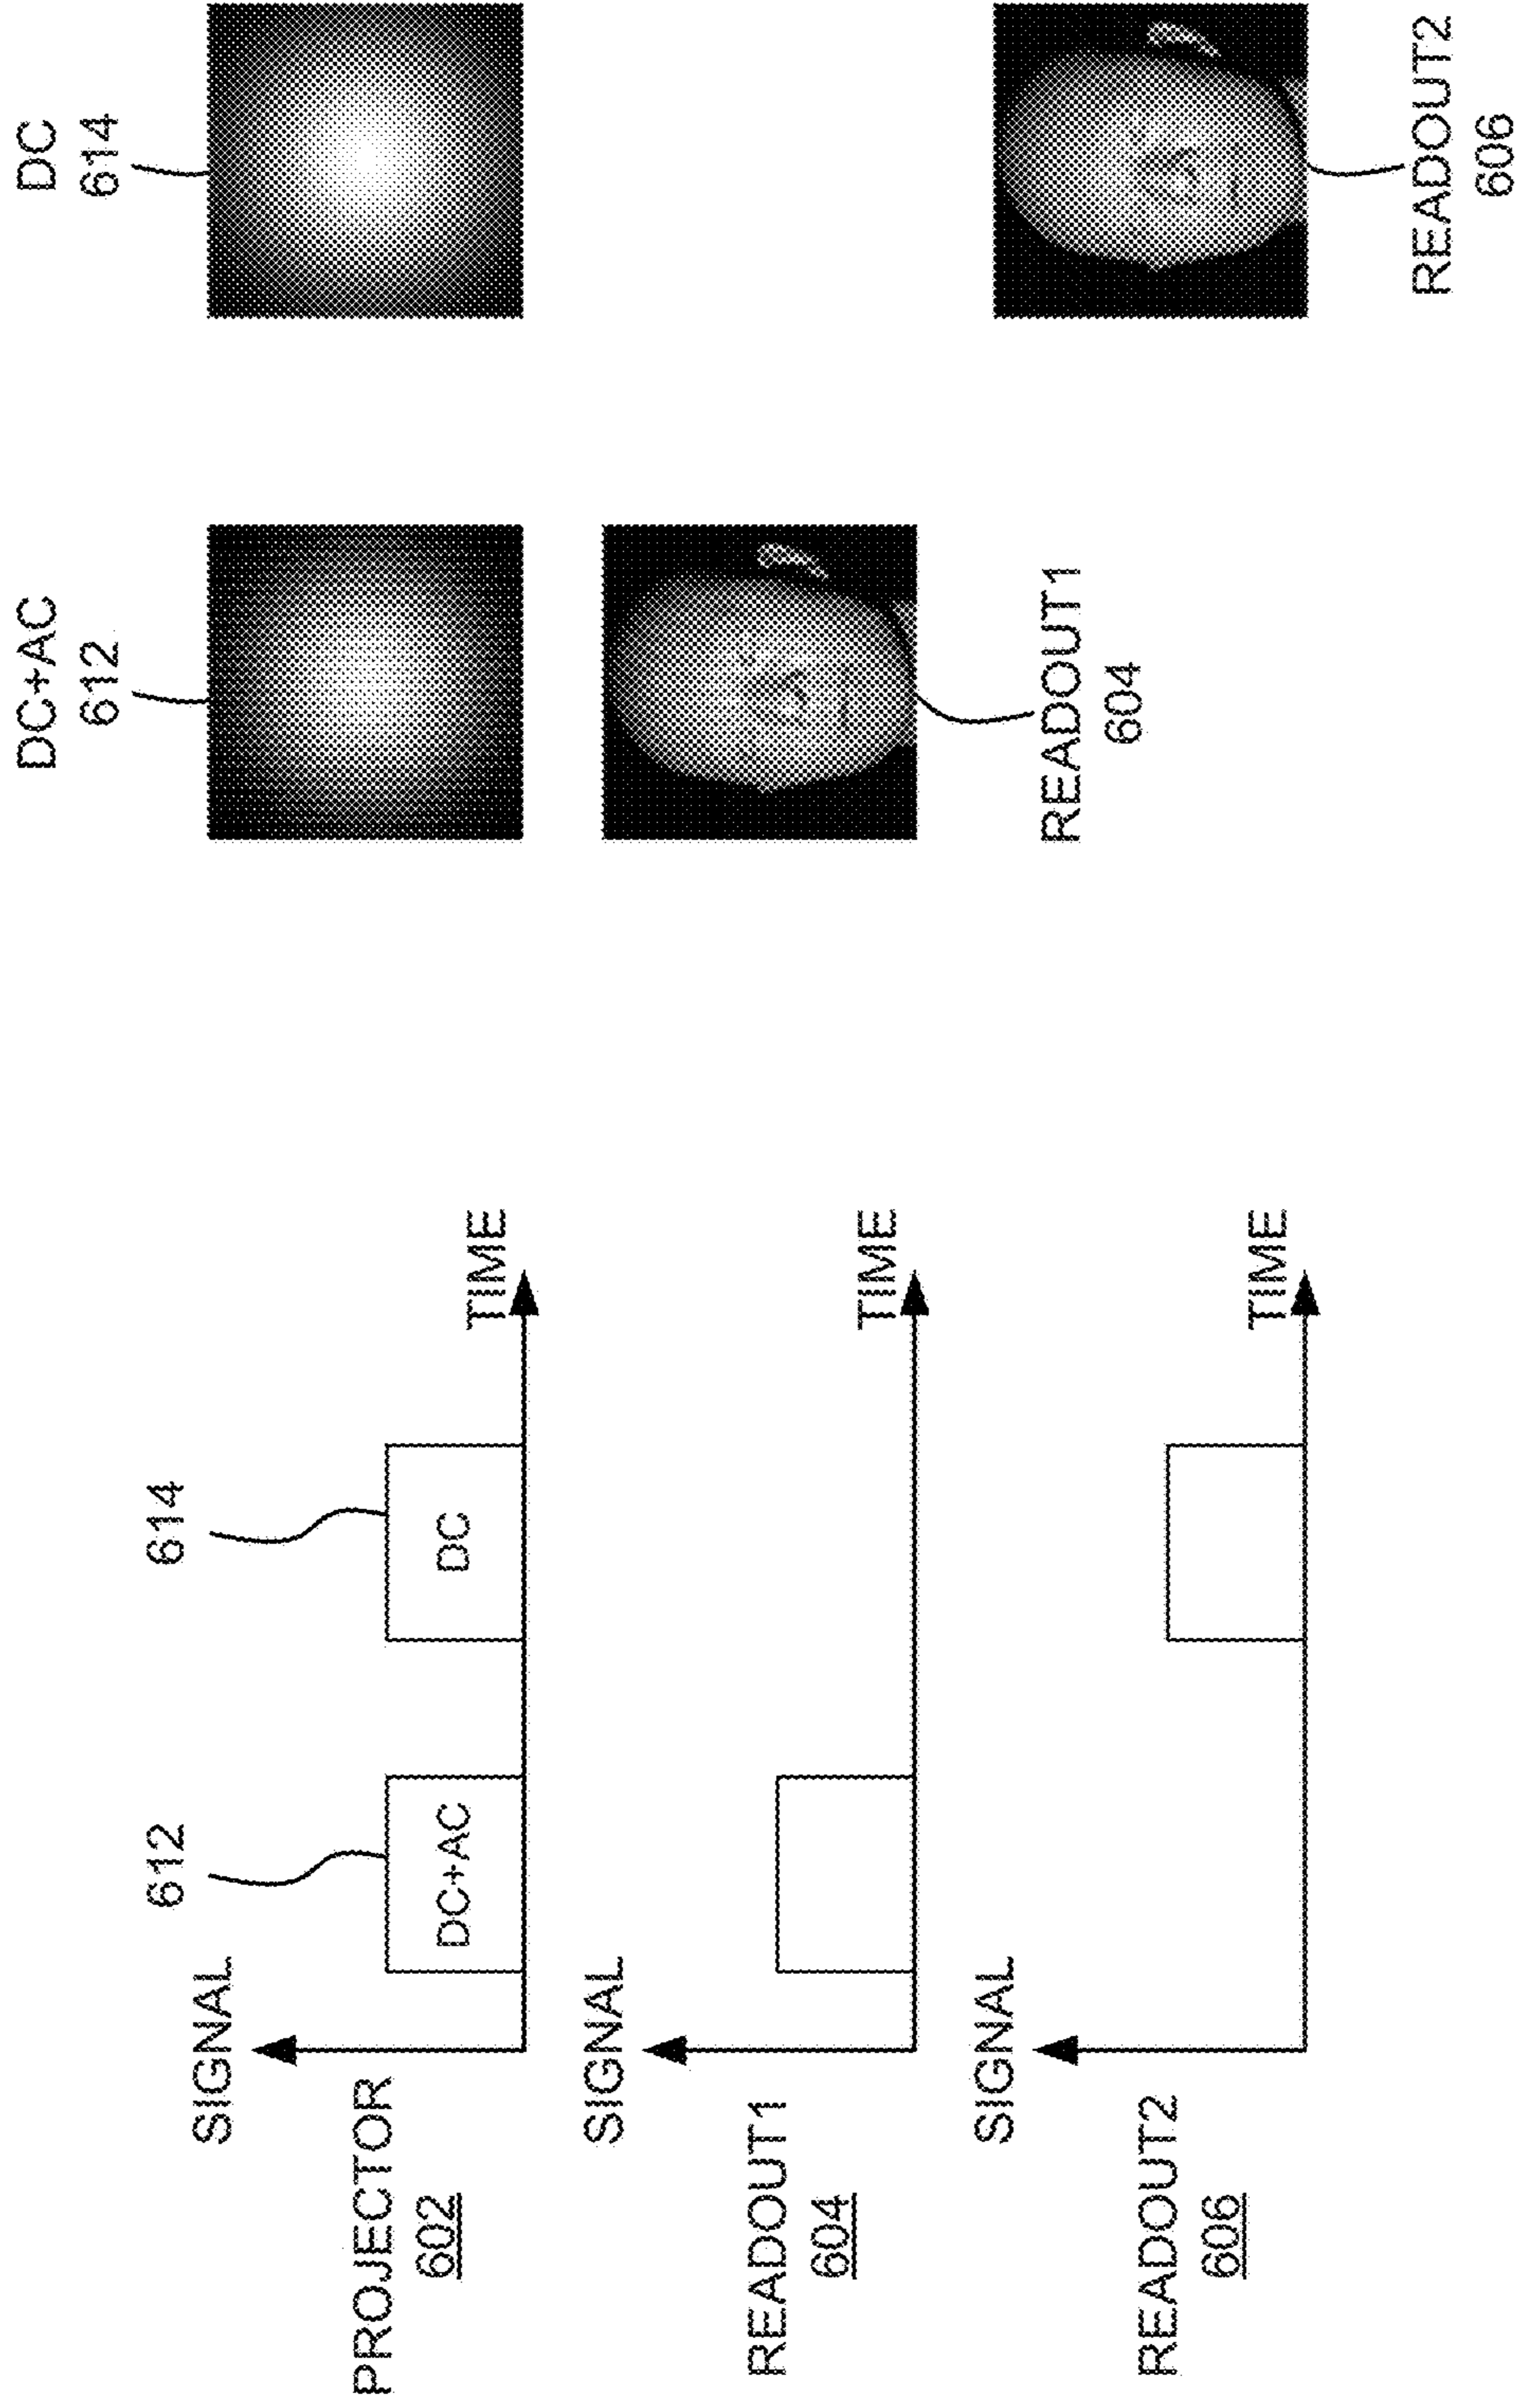 SIGNAL
PROJECTOR
602
612
DC+AC
614
DC
TIME
DC+AC
612
DC
614
SIGNAL
READOUT1
604
TIME
READOUT1
604
SIGNAL
READOUT2
606
TIME
READOUT2
606